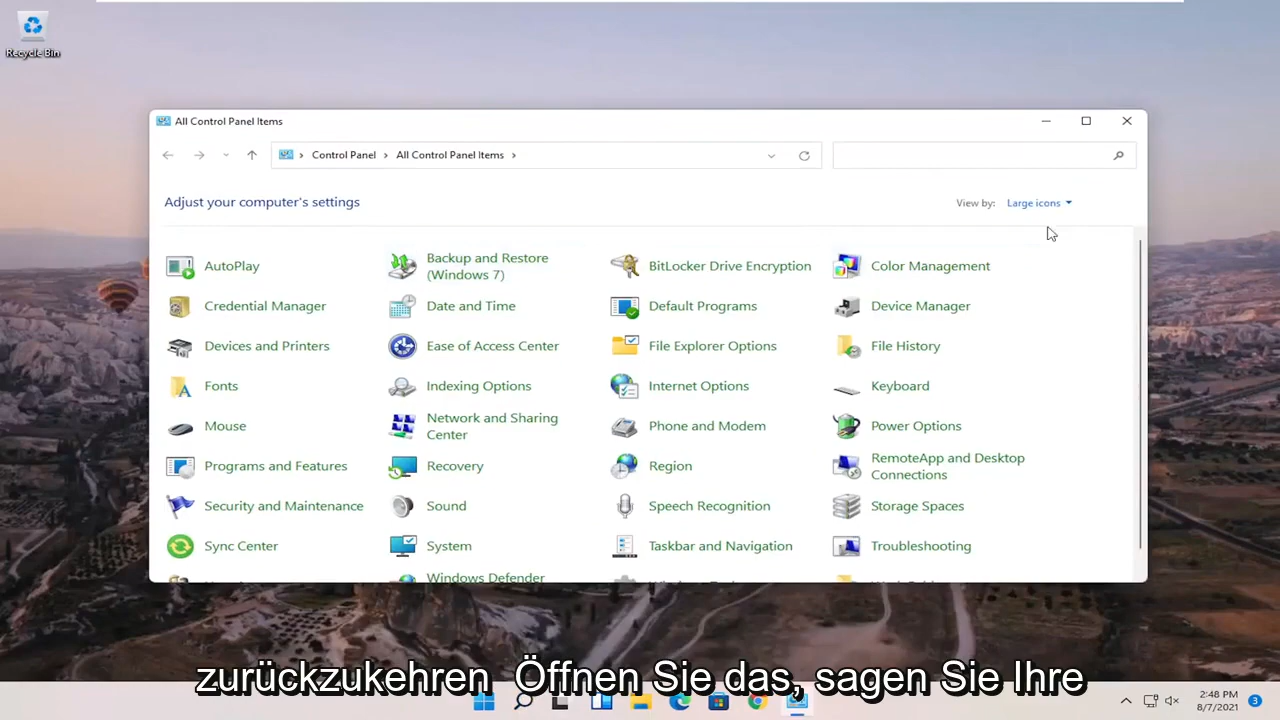 Recycle Bin
All Control Panel Items
Control Panel
All Control Panel Items
Adjust your computer's settings
View by:
Large icons
AutoPlay
Backup and Restore
(Windows 7)
BitLocker Drive Encryption
Color Management
Credential Manager
Date and Time
Default Programs
Device Manager
Devices and Printers
Ease of Access Center
File Explorer Options
File History
Fonts
Indexing Options
Internet Options
Keyboard
Mouse
Network and Sharing
Center
Phone and Modem
Power Options
Programs and Features
Recovery
Region
RemoteApp and Desktop
Connections
Security and Maintenance
Sound
Speech Recognition
Storage Spaces
Sync Center
System
Taskbar and Navigation
Troubleshooting
Windows Defender
zurückzukehren Öffnen Sie das, sagen Sie Ihre
2:48 PM
8/7/2021
3